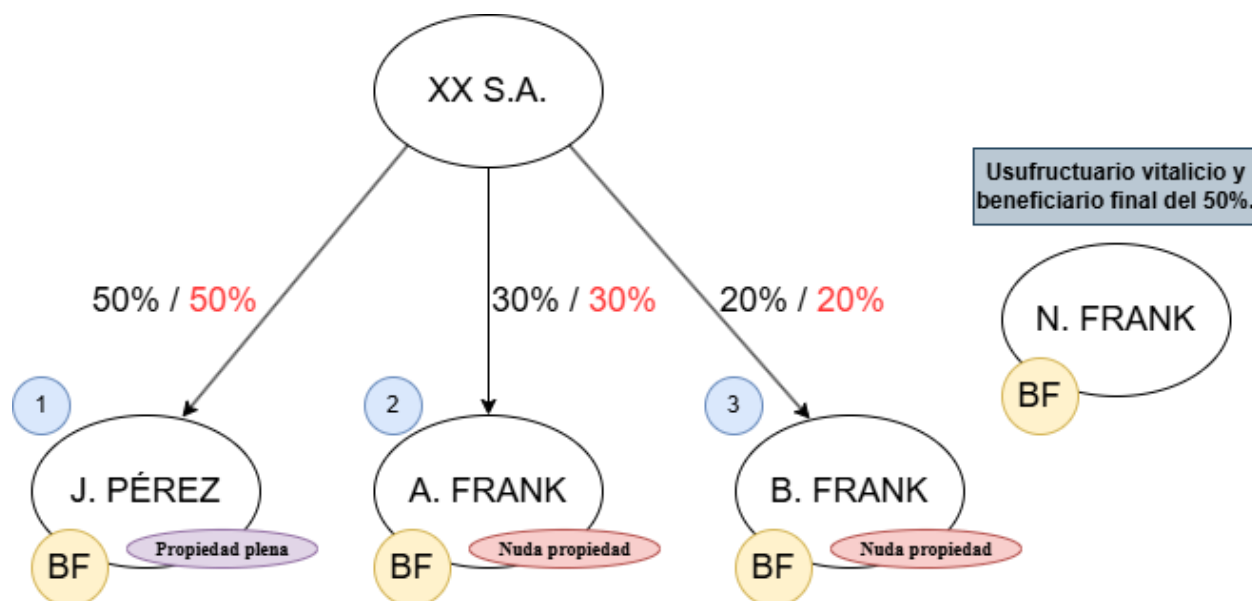 XX S.A.
Usufructuario vitalicio y
beneficiario final del 50%.
50% / 50%
30% / 30%
20% / 20%
N. FRANK
BF
1
2
3
J. PÉREZ
A. FRANK
B. FRANK
Propiedad plena
Nuda propiedad
Nuda propiedad
BF
BF
BF